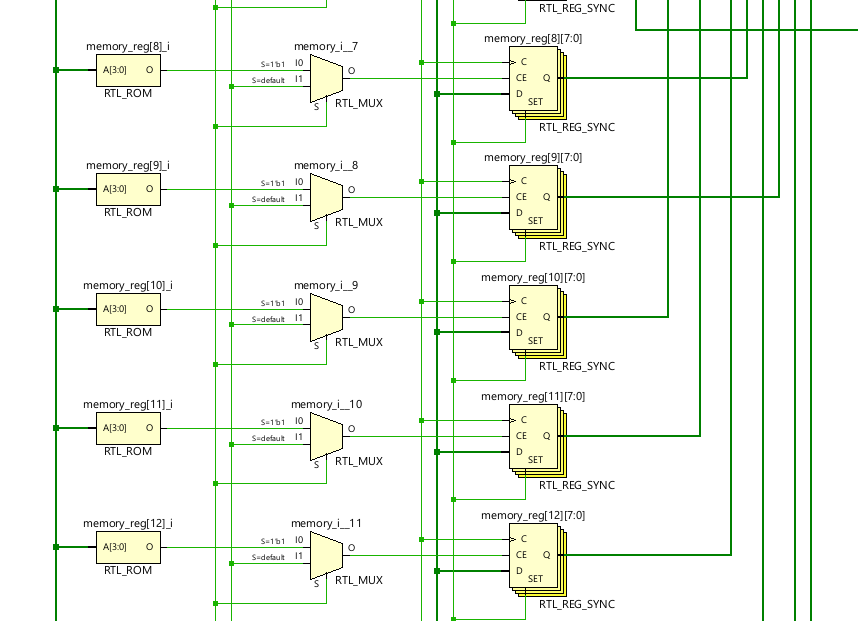 RTL_REG_SYNC
memory_reg[8]_i
A[3:0] O
RTL_ROM
memory_i__7
S=1'b1 I0
S=default I1
O
S
RTL_MUX
memory_reg[8][7:0]
C
CE Q
D
SET
RTL_REG_SYNC
memory_reg[9]_i
A[3:0] O
RTL_ROM
memory_i__8
S=1'b1 I0
S=default I1
O
S
RTL_MUX
memory_reg[9][7:0]
C
CE Q
D
SET
RTL_REG_SYNC
memory_reg[10]_i
A[3:0] O
RTL_ROM
memory_i__9
S=1'b1 I0
S=default I1
O
S
RTL_MUX
memory_reg[10][7:0]
C
CE Q
D
SET
RTL_REG_SYNC
memory_reg[11]_i
A[3:0] O
RTL_ROM
memory_i__10
S=1'b1 I0
S=default I1
O
S
RTL_MUX
memory_reg[11][7:0]
C
CE Q
D
SET
RTL_REG_SYNC
memory_reg[12]_i
A[3:0] O
RTL_ROM
memory_i__11
S=1'b1 I0
S=default I1
O
S
RTL_MUX
memory_reg[12][7:0]
C
CE Q
D
SET
RTL_REG_SYNC